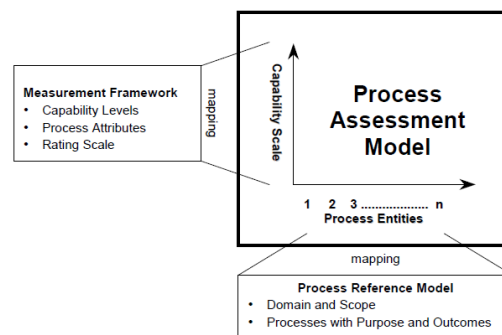 Measurement Framework
• Capability Levels
• Process Attributes
• Rating Scale
mapping
Capability Scale
Process
Assessment
Model
1 2 3 ................... n
Process Entities
mapping
Process Reference Model
• Domain and Scope
• Processes with Purpose and Outcomes